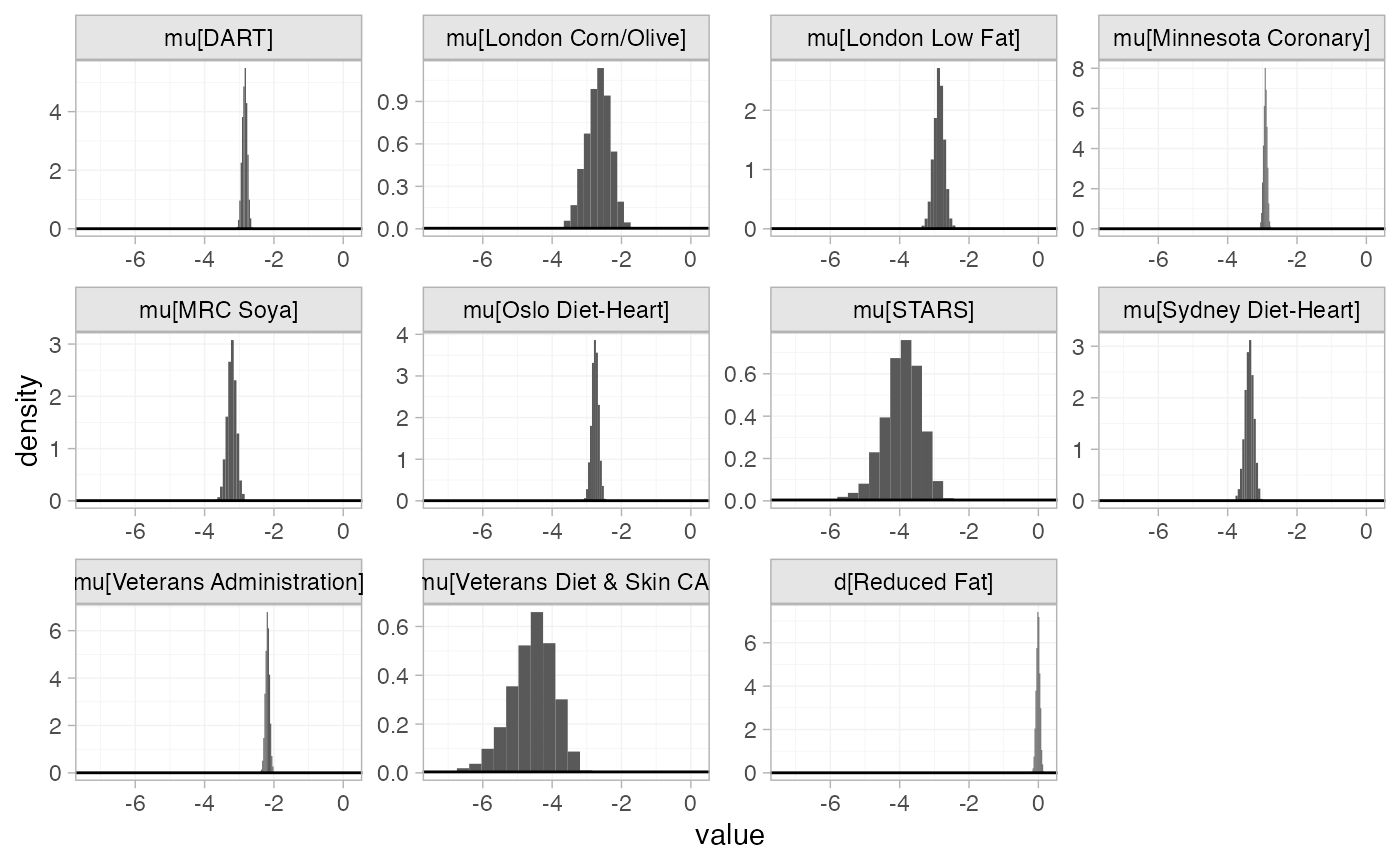 mu[DART]
mu[London Corn/Olive]
mu[London Low Fat]
mu[Minnesota Coronary]
4
2
0
-6 -4 -2 0
0.9
0.6
0.3
0.0
-6 -4 -2 0
2
1
0
-6 -4 -2 0
8
6
4
2
0
-6 -4 -2 0
mu[MRC Soya]
mu[Oslo Diet-Heart]
mu[STARS]
mu[Sydney Diet-Heart]
density
3
2
1
0
-6 -4 -2 0
4
3
2
1
0
-6 -4 -2 0
0.6
0.4
0.2
0.0
-6 -4 -2 0
3
2
1
0
-6 -4 -2 0
mu[Veterans Administration]
mu[Veterans Diet & Skin CA
d[Reduced Fat]
6
4
2
0
-6 -4 -2 0
0.6
0.4
0.2
0.0
-6 -4 -2 0
6
4
2
0
-6 -4 -2 0
value